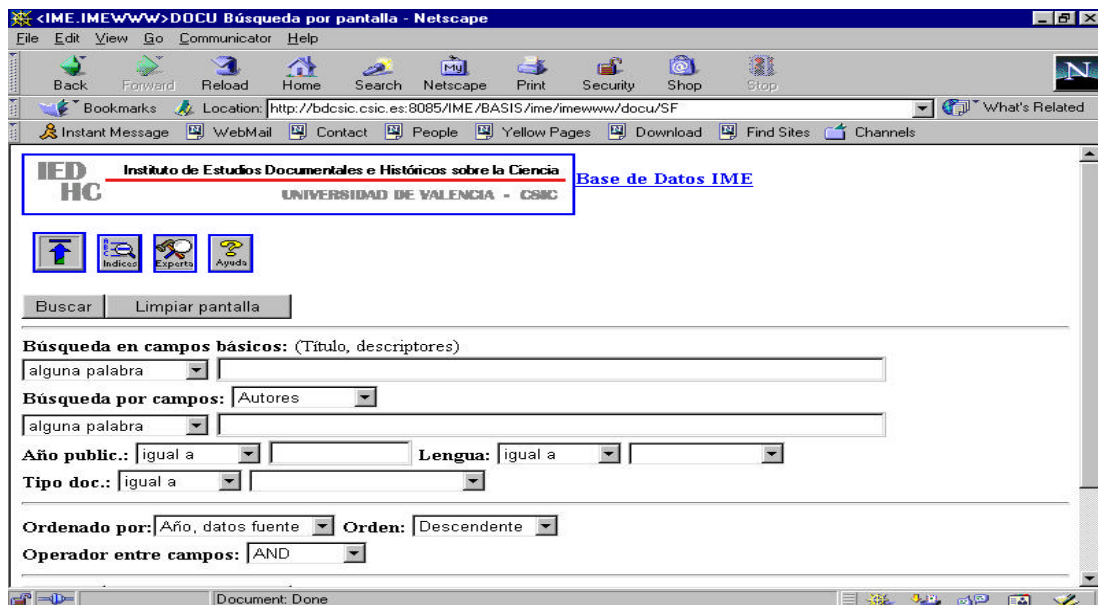 <IME.IMEWWW>DOCU Búsqueda por pantalla - Netscape
File Edit View Go Communicator Help
Back Forward Reload Home Search Netscape Print Security Shop Stop
Bookmarks Location: http://bdcsic.csic.es:8085/IME/BASIS/ime/imewww/docu/SF What's Related
Instant Message WebMail Contact People Yellow Pages Download Find Sites Channels
IED HC
Instituto de Estudios Documentales e Históricos sobre la Ciencia
UNIVERSIDAD DE VALENCIA - CSIC
Base de Datos IME
Indices Experta Ayuda
Buscar Limpiar pantalla
Búsqueda en campos básicos: (Título, descriptores)
alguna palabra
Búsqueda por campos: Autores
alguna palabra
Año public.: igual a Lengua: igual a
Tipo doc.: igual a
Ordenado por: Año, datos fuente Orden: Descendente
Operador entre campos: AND
Document: Done